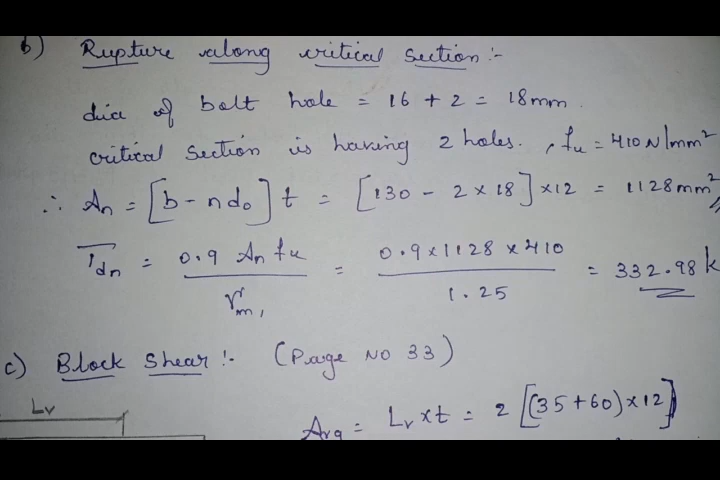 b) Rupture along critical section :-
dia of bolt hole = 16 + 2 = 18mm.
critical section is having 2 holes. , fu = 410 N/mm²
∴ An = [b - n do] t = [130 - 2 x 18] x 12 = 1128 mm²
Tdn = 0.9 An fu / γm1 = 0.9 x 1128 x 410 / 1.25 = 332.98 k
c) Block Shear :- (Page NO 33)
Lv
Avg = Lv x t = 2 [(35+60) x 12]